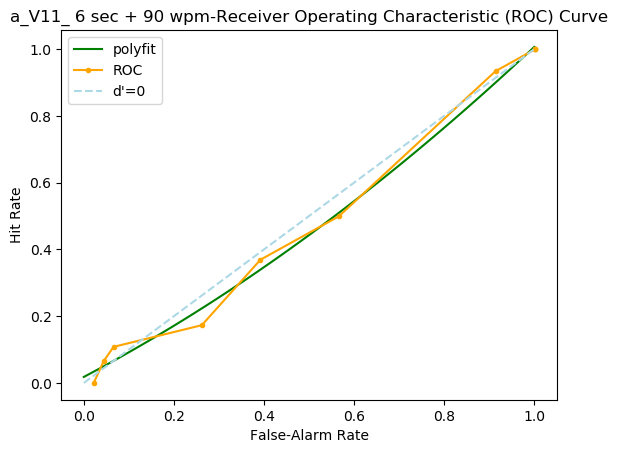 a_V11_ 6 sec + 90 wpm-Receiver Operating Characteristic (ROC) Curve
polyfit
ROC
d'=0
1.0
0.8
0.6
0.4
0.2
0.0
Hit Rate
0.0 0.2 0.4 0.6 0.8 1.0
False-Alarm Rate